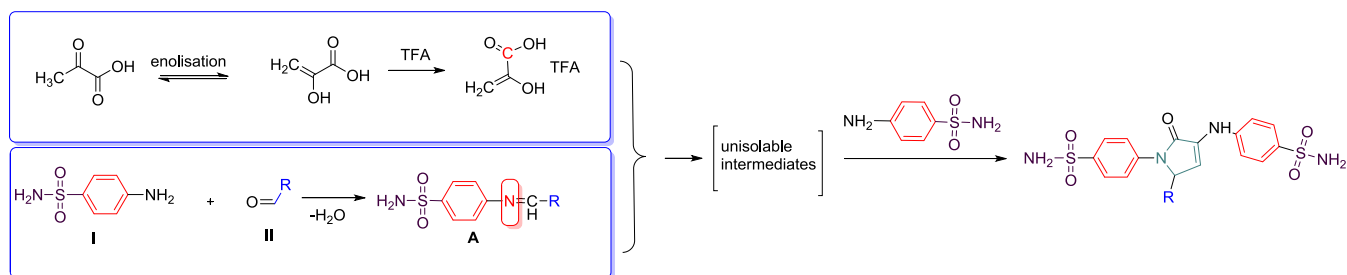 O
O
H₃C
OH
enolisation
H₂C
O
OH
OH
TFA
O
C
OH
H₂C
OH
TFA
unisolable
intermediates
H₂N
O
S
O
NH₂
O
S
O
NH₂
N
O
R
NH
O
S
O
NH₂
H₂N
O
S
O
NH₂
I
+
O
R
II
-H₂O
H₂N
O
S
O
N
C
H
R
A